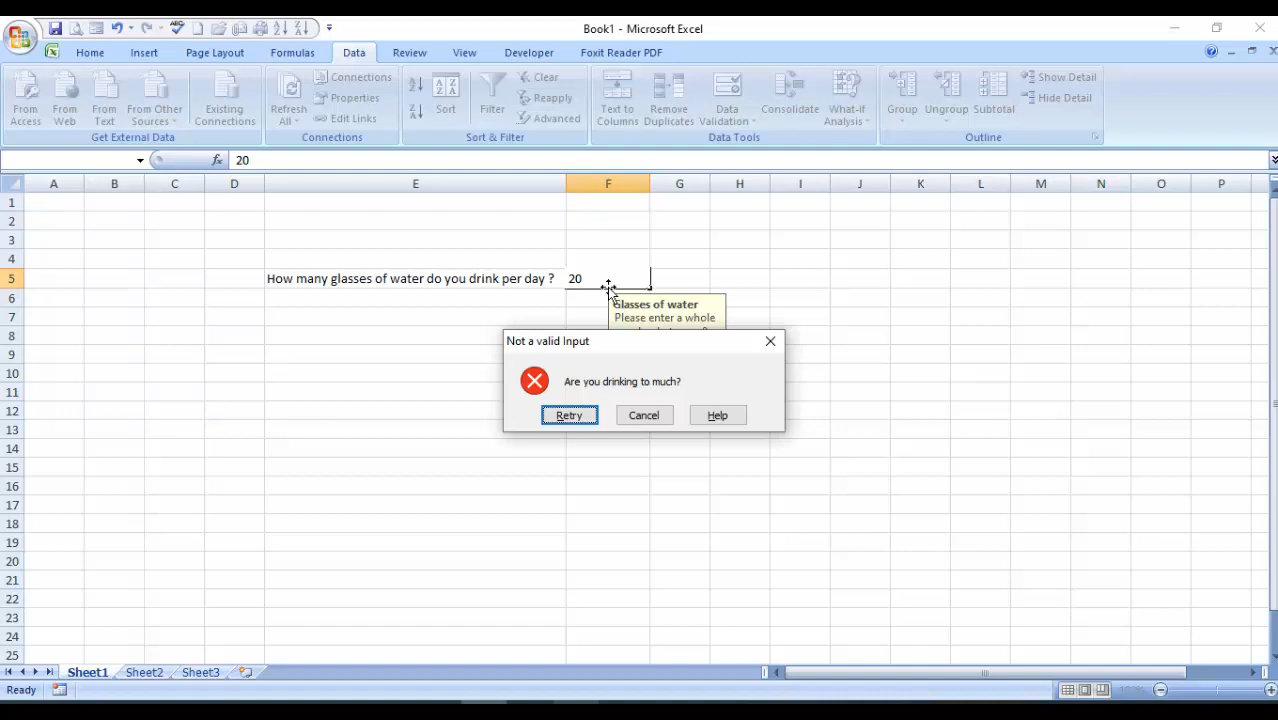 Book1 - Microsoft Excel
Home Insert Page Layout Formulas Data Review View Developer Foxit Reader PDF
From Access
From Web
From Text
From Other Sources
Existing Connections
Get External Data
Refresh All
Connections
Properties
Edit Links
Connections
Sort
Filter
Clear
Reapply
Advanced
Sort & Filter
Text to Columns
Remove Duplicates
Data Validation
Consolidate
What-If Analysis
Data Tools
Group
Ungroup
Subtotal
Show Detail
Hide Detail
Outline
fx 20
A B C D E F G H I J K L M N O P
1
2
3
4
5 How many glasses of water do you drink per day ? 20
6
Glasses of water
7
Please enter a whole
8
Not a valid Input
9
10
11
Are you drinking to much?
12
Retry Cancel Help
13
14
15
16
17
18
19
20
21
22
23
24
25
Sheet1 Sheet2 Sheet3
Ready